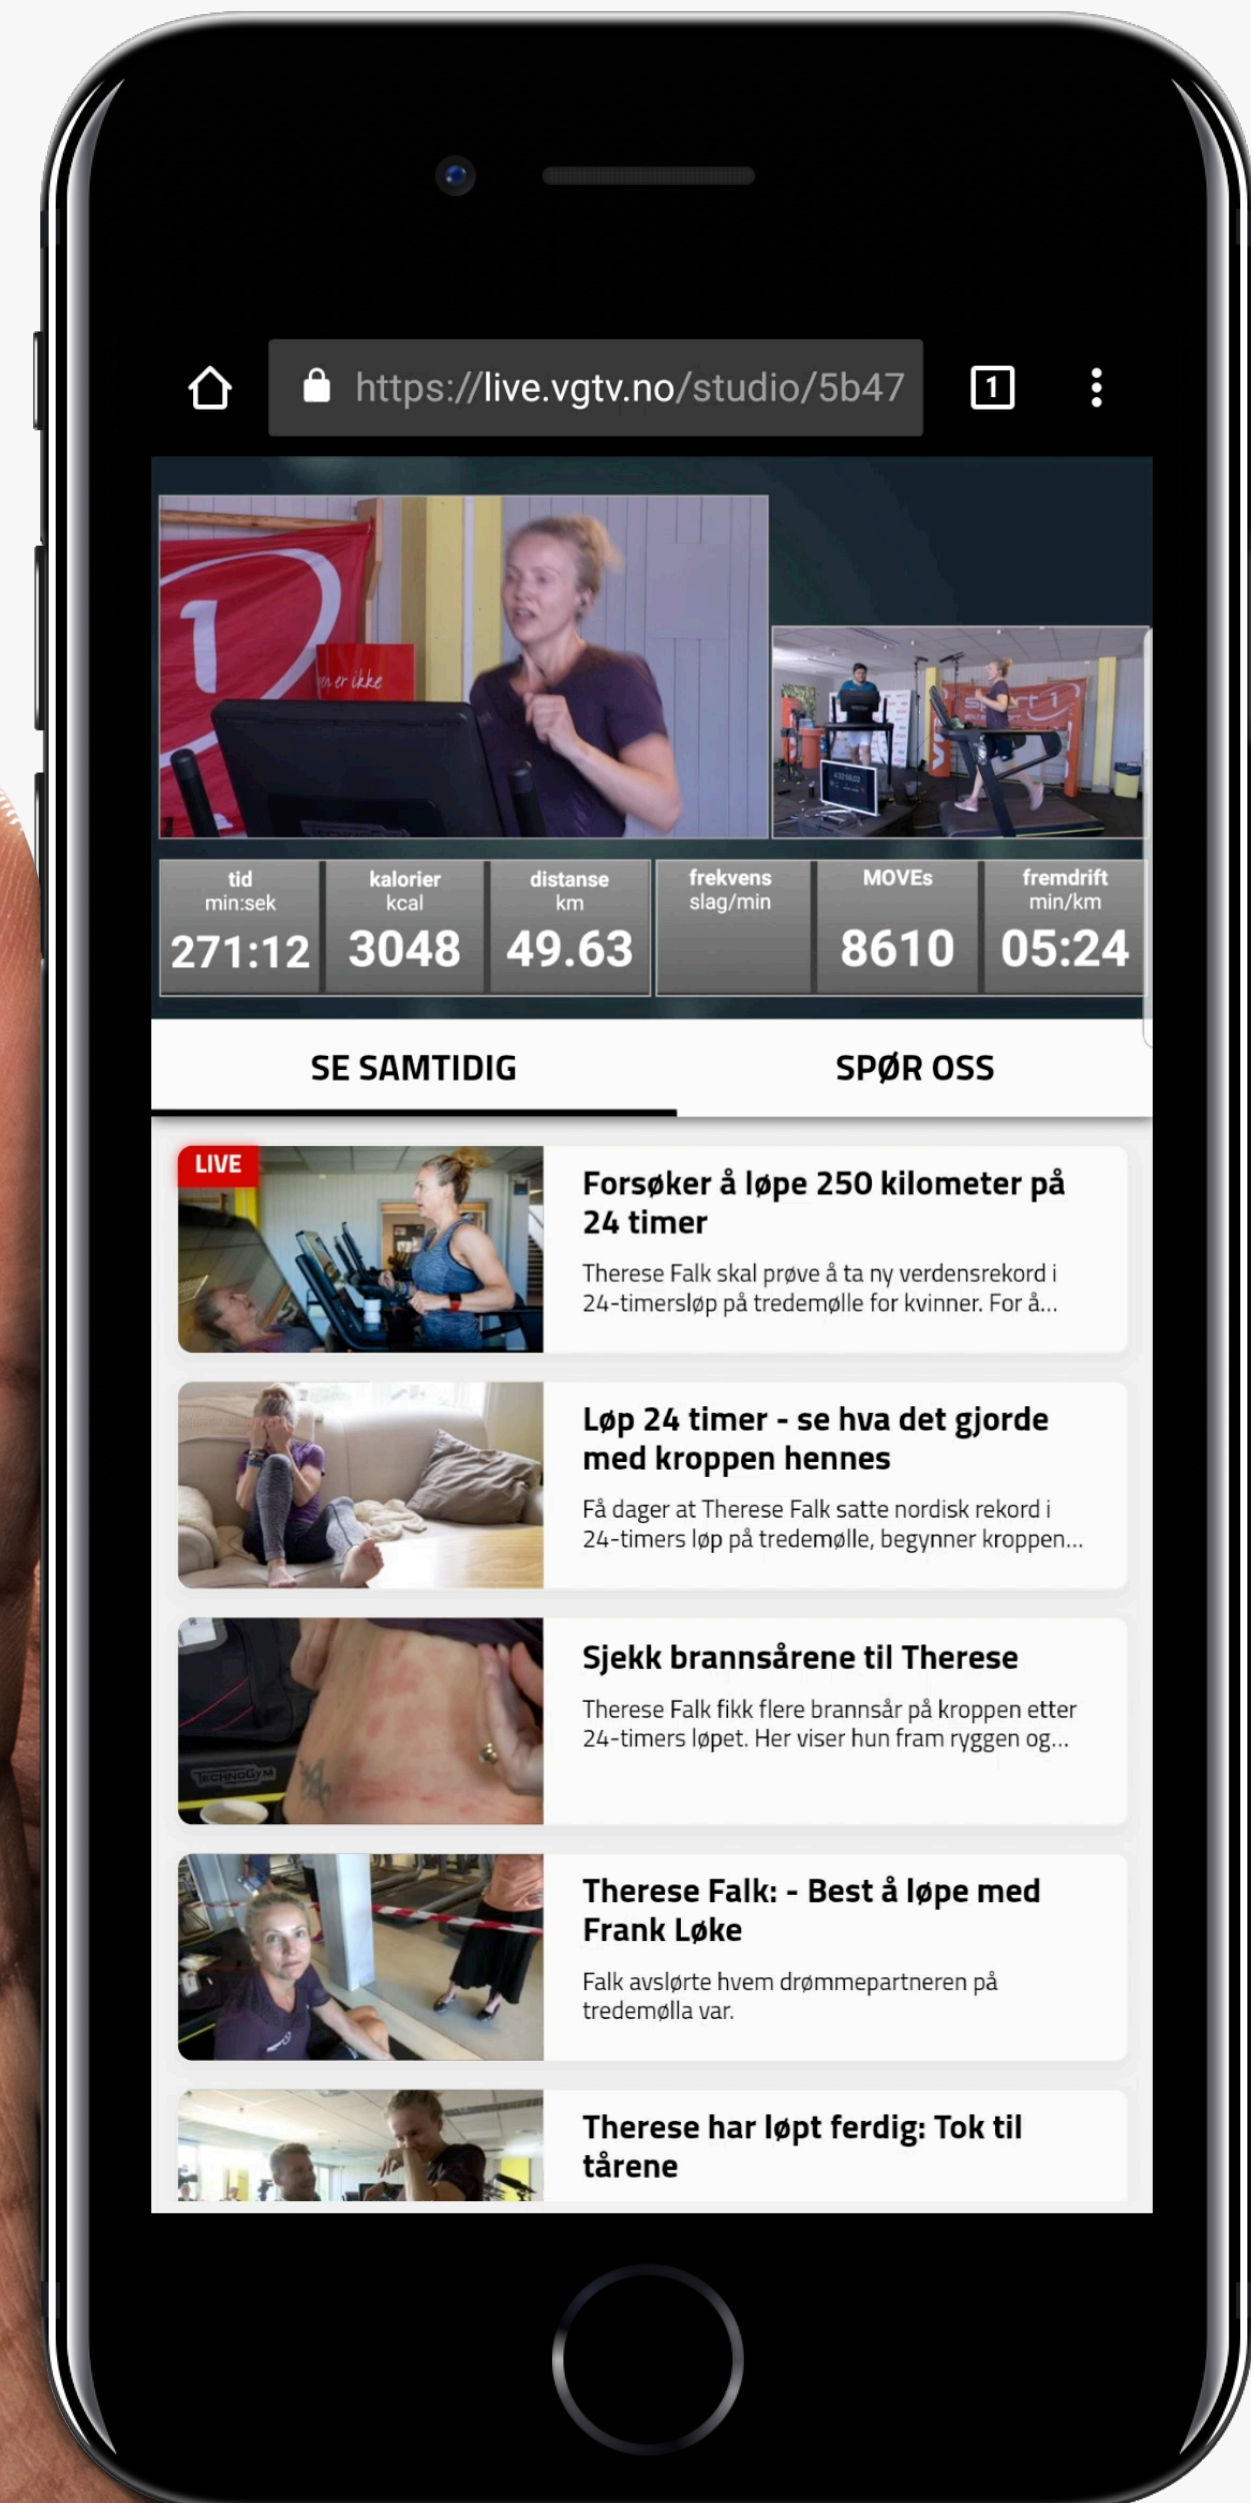 https://live.vgtv.no/studio/5b47
1
1
er ikke
sport 1
tid
min:sek
271:12
kalorier
kcal
3048
distanse
km
49.63
frekvens
slag/min
MOVEs
8610
fremdrift
min/km
05:24
SE SAMTIDIG
SPØR OSS
LIVE
Forsøker å løpe 250 kilometer på
24 timer
Therese Falk skal prøve å ta ny verdensrekord i
24-timersløp på tredemølle for kvinner. For å...
Løp 24 timer - se hva det gjorde
med kroppen hennes
Få dager at Therese Falk satte nordisk rekord i
24-timers løp på tredemølle, begynner kroppen...
TECHNOGYM
Sjekk brannsårene til Therese
Therese Falk fikk flere brannsår på kroppen etter
24-timers løpet. Her viser hun fram ryggen og...
Therese Falk: - Best å løpe med
Frank Løke
Falk avslørte hvem drømmepartneren på
tredemølla var.
Therese har løpt ferdig: Tok til
tårene